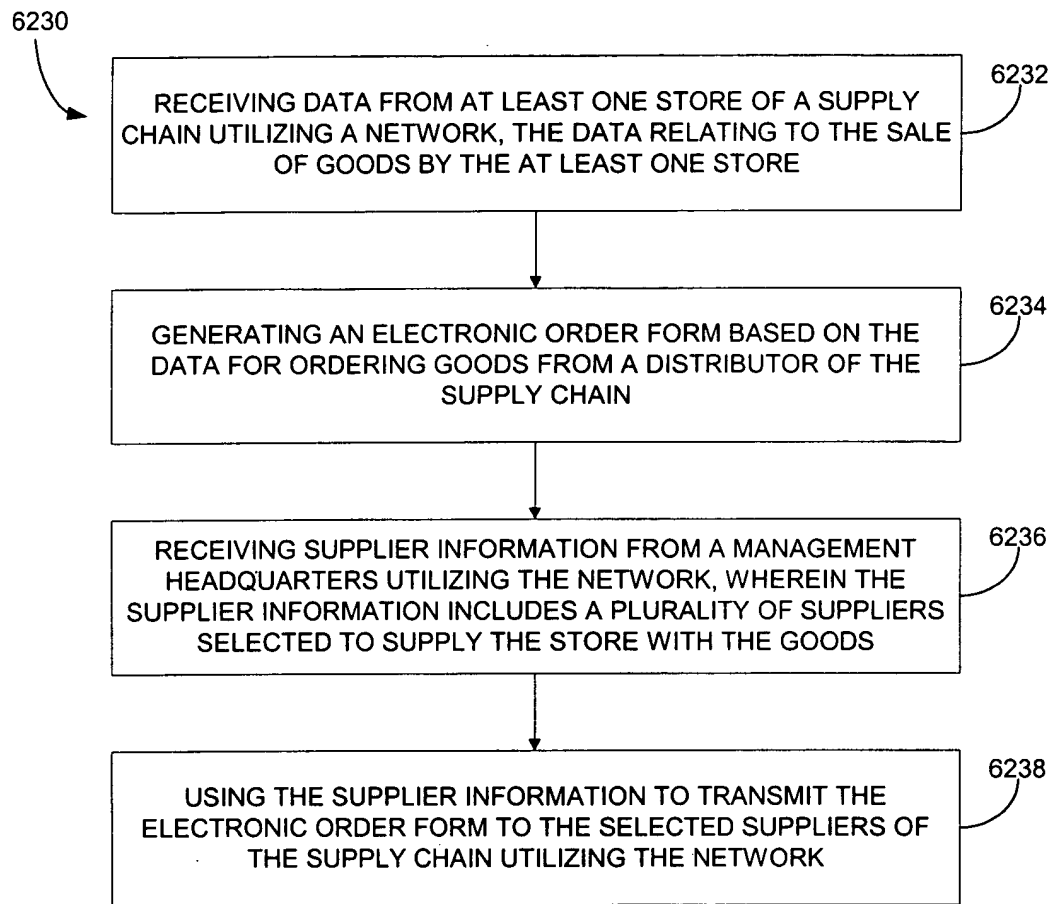 6230
6232
RECEIVING DATA FROM AT LEAST ONE STORE OF A SUPPLY
CHAIN UTILIZING A NETWORK, THE DATA RELATING TO THE SALE
OF GOODS BY THE AT LEAST ONE STORE
6234
GENERATING AN ELECTRONIC ORDER FORM BASED ON THE
DATA FOR ORDERING GOODS FROM A DISTRIBUTOR OF THE
SUPPLY CHAIN
6236
RECEIVING SUPPLIER INFORMATION FROM A MANAGEMENT
HEADQUARTERS UTILIZING THE NETWORK, WHEREIN THE
SUPPLIER INFORMATION INCLUDES A PLURALITY OF SUPPLIERS
SELECTED TO SUPPLY THE STORE WITH THE GOODS
6238
USING THE SUPPLIER INFORMATION TO TRANSMIT THE
ELECTRONIC ORDER FORM TO THE SELECTED SUPPLIERS OF
THE SUPPLY CHAIN UTILIZING THE NETWORK